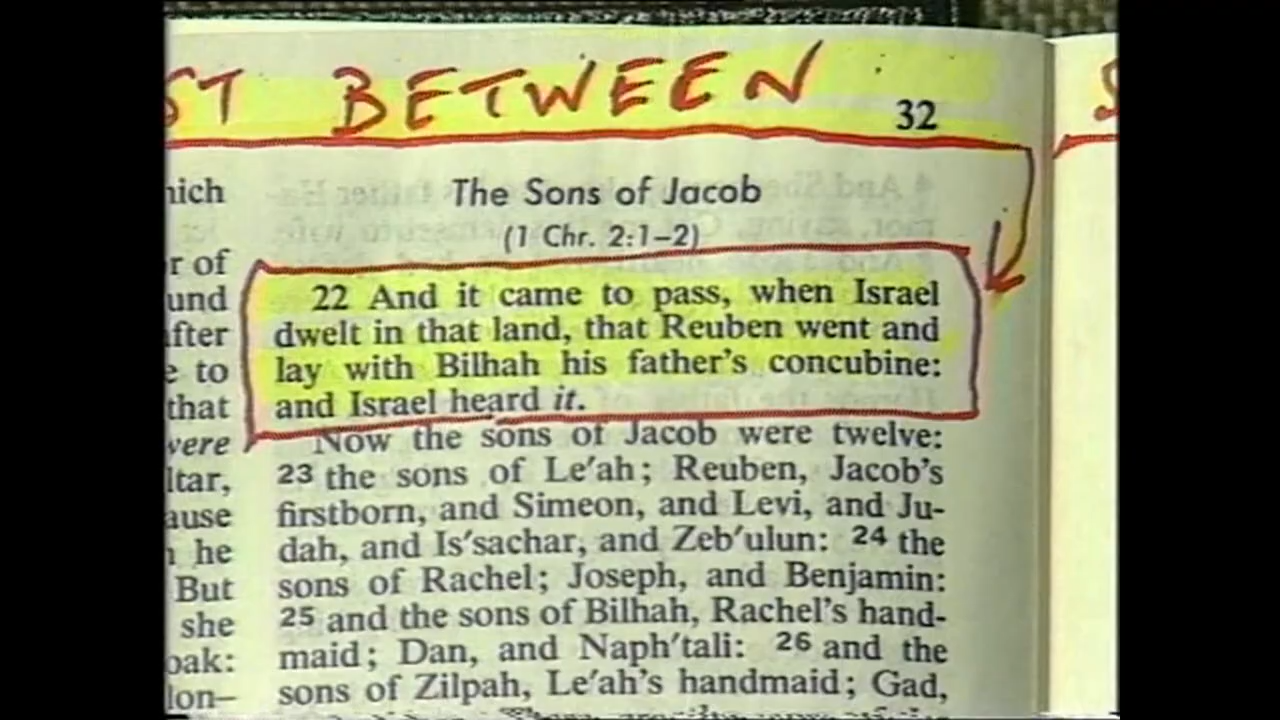 ST BETWEEN
32
The Sons of Jacob
(1 Chr. 2:1–2)
22 And it came to pass, when Israel
dwelt in that land, that Reuben went and
lay with Bilhah his father's concubine:
and Israel heard it.
Now the sons of Jacob were twelve:
23 the sons of Le′ah; Reuben, Jacob's
firstborn, and Simeon, and Levi, and Ju-
dah, and Is′sachar, and Zeb′ulun: 24 the
sons of Rachel; Joseph, and Benjamin:
25 and the sons of Bilhah, Rachel's hand-
maid; Dan, and Naph′tali: 26 and the
sons of Zilpah, Le′ah's handmaid; Gad,
r of
und
fter
e to
that
were
ltar,
ause
he
But
she
oak:
lon–